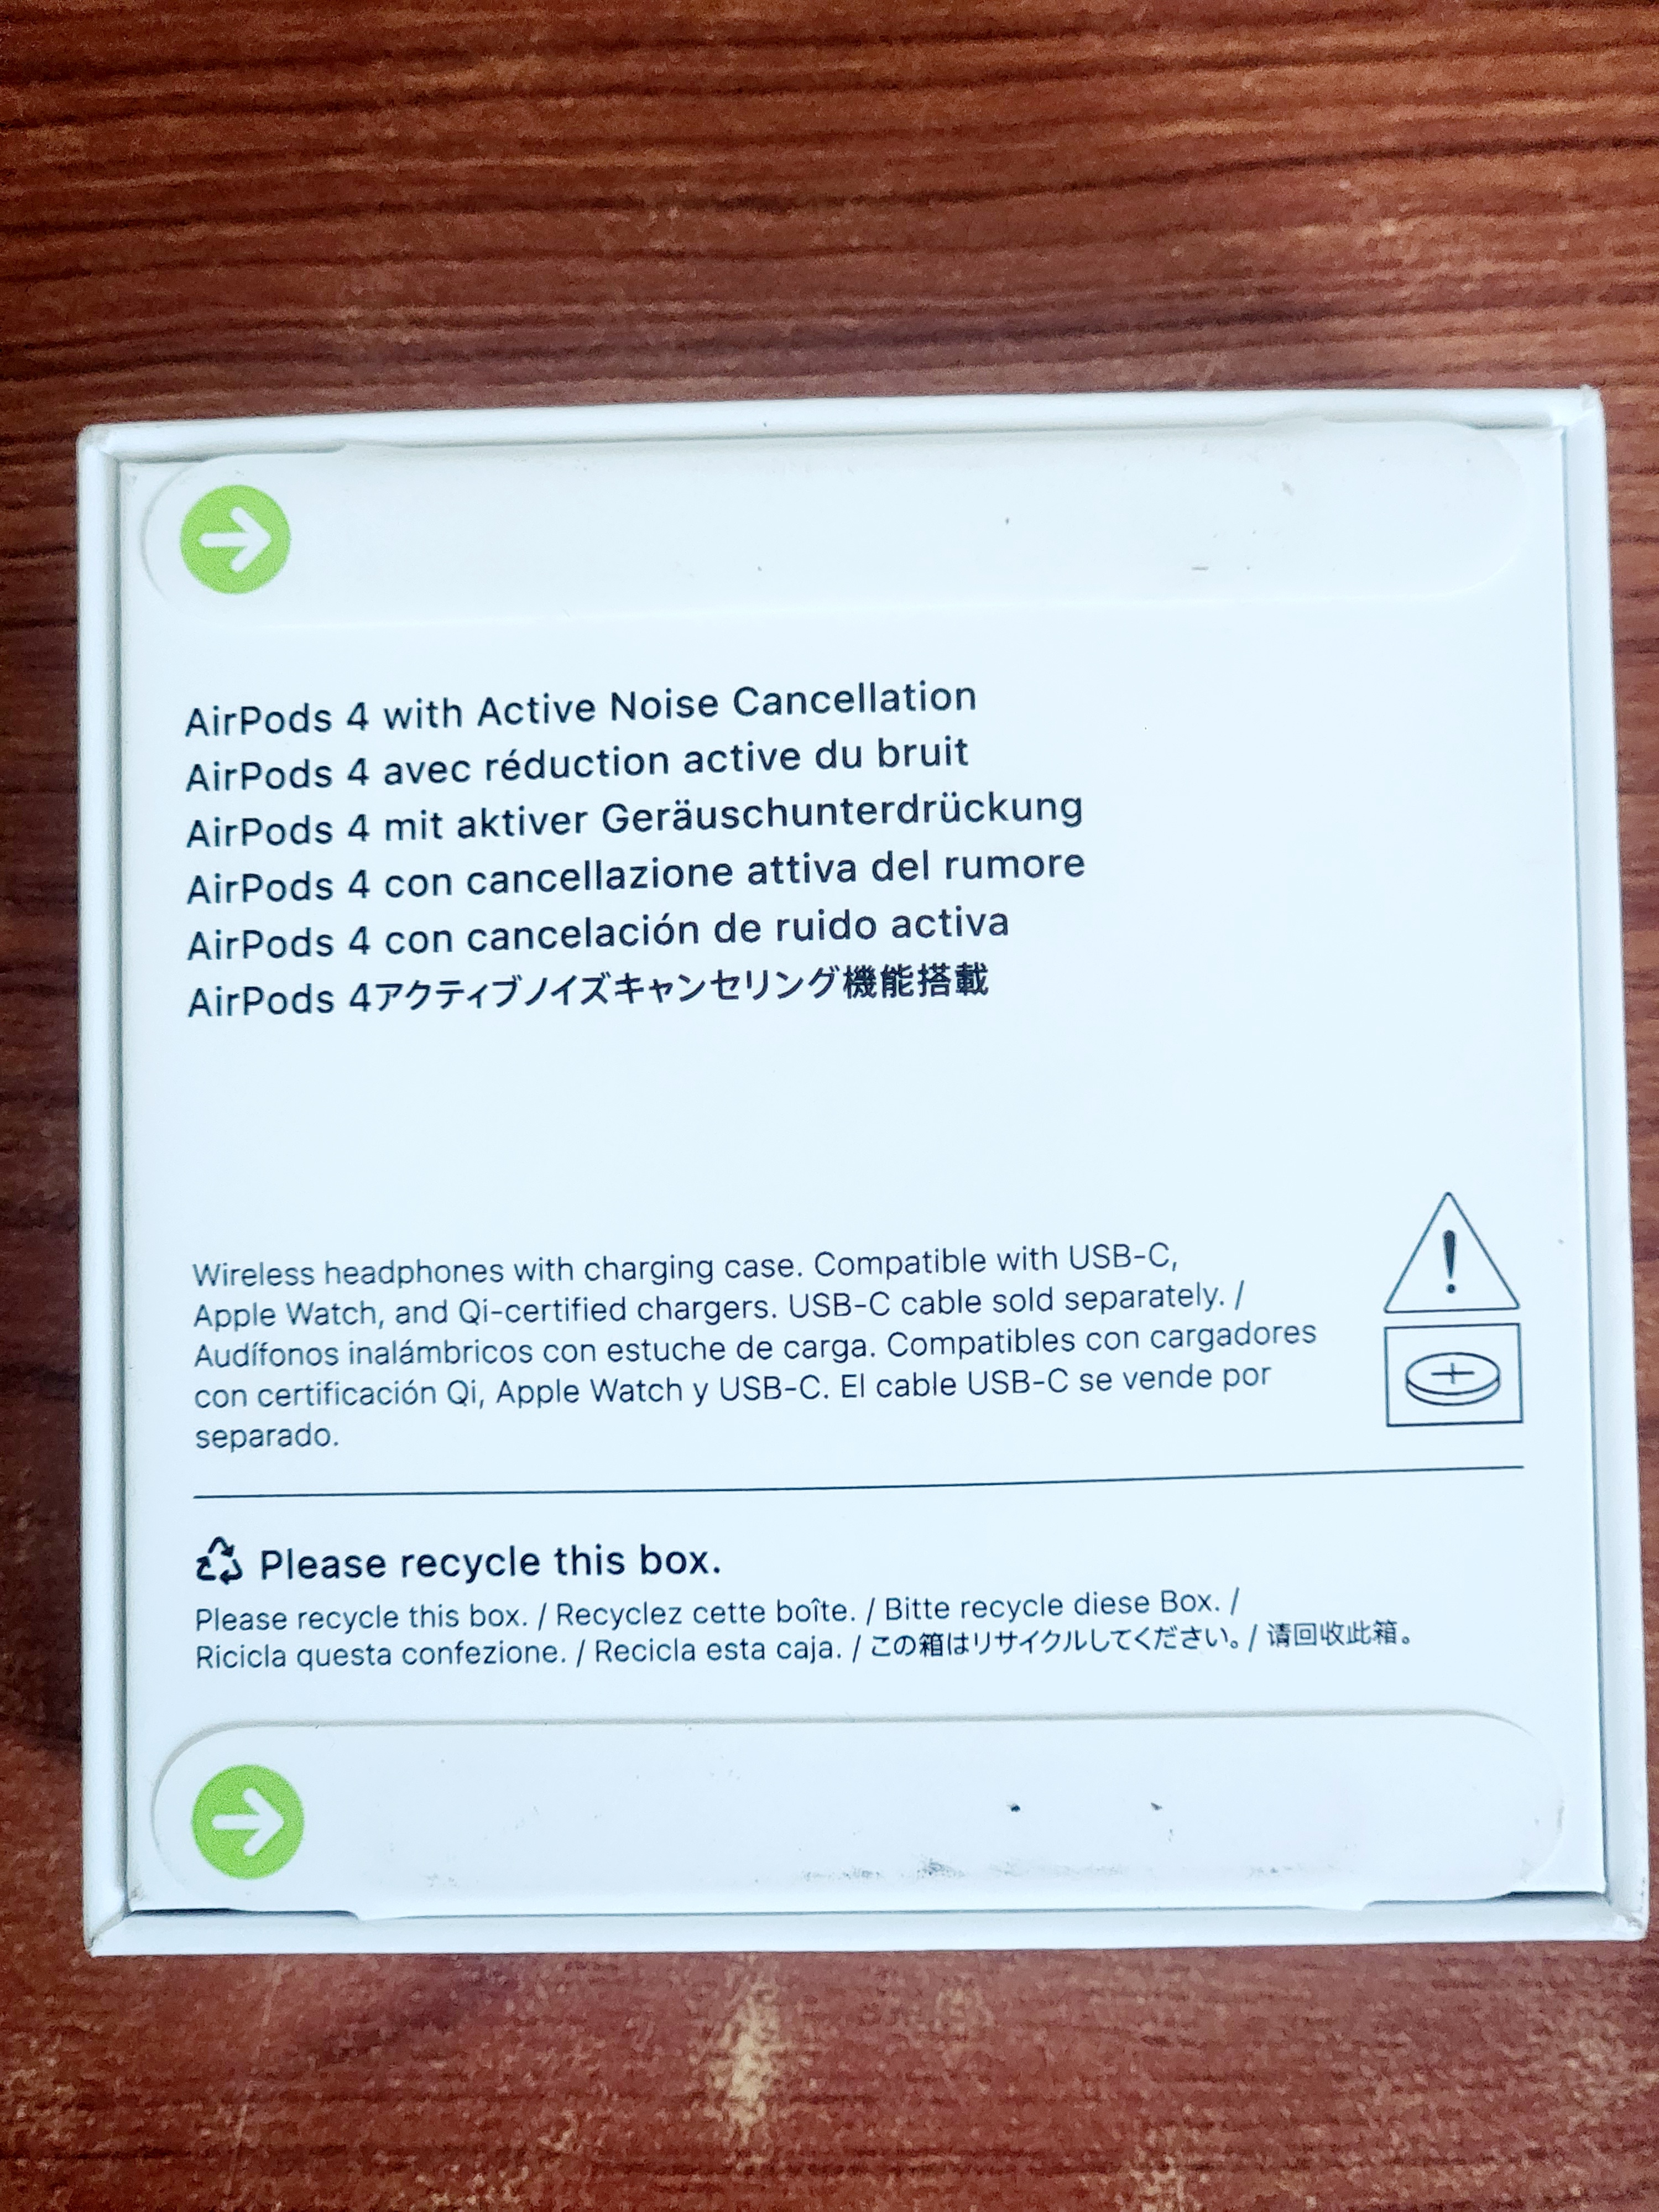 AirPods 4 with Active Noise Cancellation
AirPods 4 avec réduction active du bruit
AirPods 4 mit aktiver Geräuschunterdrückung
AirPods 4 con cancellazione attiva del rumore
AirPods 4 con cancelación de ruido activa
AirPods 4アクティブノイズキャンセリング機能搭載
Wireless headphones with charging case. Compatible with USB-C,
Apple Watch, and Qi-certified chargers. USB-C cable sold separately. /
Audífonos inalámbricos con estuche de carga. Compatibles con cargadores
con certificación Qi, Apple Watch y USB-C. El cable USB-C se vende por
separado.
Please recycle this box.
Please recycle this box. / Recyclez cette boîte. / Bitte recycle diese Box. /
Ricicla questa confezione. / Recicla esta caja. / この箱はリサイクルしてください。/ 请回收此箱。